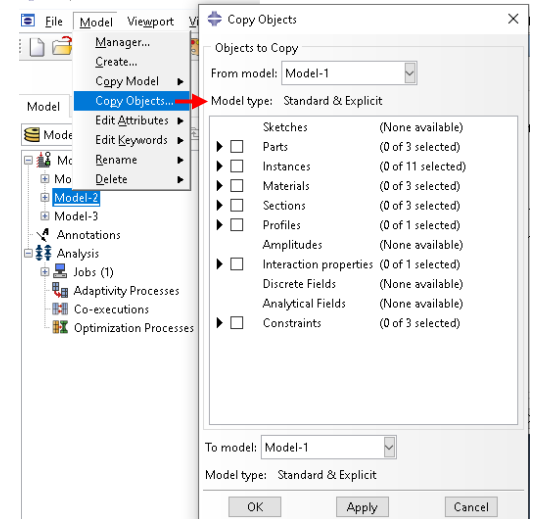 File Model Viewport Vi
Manager...
Create...
Copy Model
Copy Objects...
Edit Attributes
Edit Keywords
Rename
Delete
Model
Mode
Mo
Mo
Model-2
Model-3
Annotations
Analysis
Jobs (1)
Adaptivity Processes
Co-executions
Optimization Processes
Copy Objects
Objects to Copy
From model: Model-1
Model type: Standard & Explicit
Sketches (None available)
Parts (0 of 3 selected)
Instances (0 of 11 selected)
Materials (0 of 3 selected)
Sections (0 of 3 selected)
Profiles (0 of 1 selected)
Amplitudes (None available)
Interaction properties (0 of 1 selected)
Discrete Fields (None available)
Analytical Fields (None available)
Constraints (0 of 3 selected)
To model: Model-1
Model type: Standard & Explicit
OK Apply Cancel